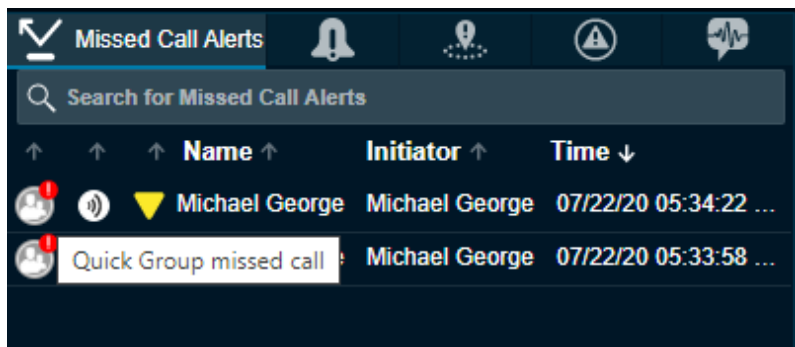 Missed Call Alerts
Search for Missed Call Alerts
Name Initiator Time
Michael George Michael George 07/22/20 05:34:22 ...
Quick Group missed call Michael George 07/22/20 05:33:58 ...